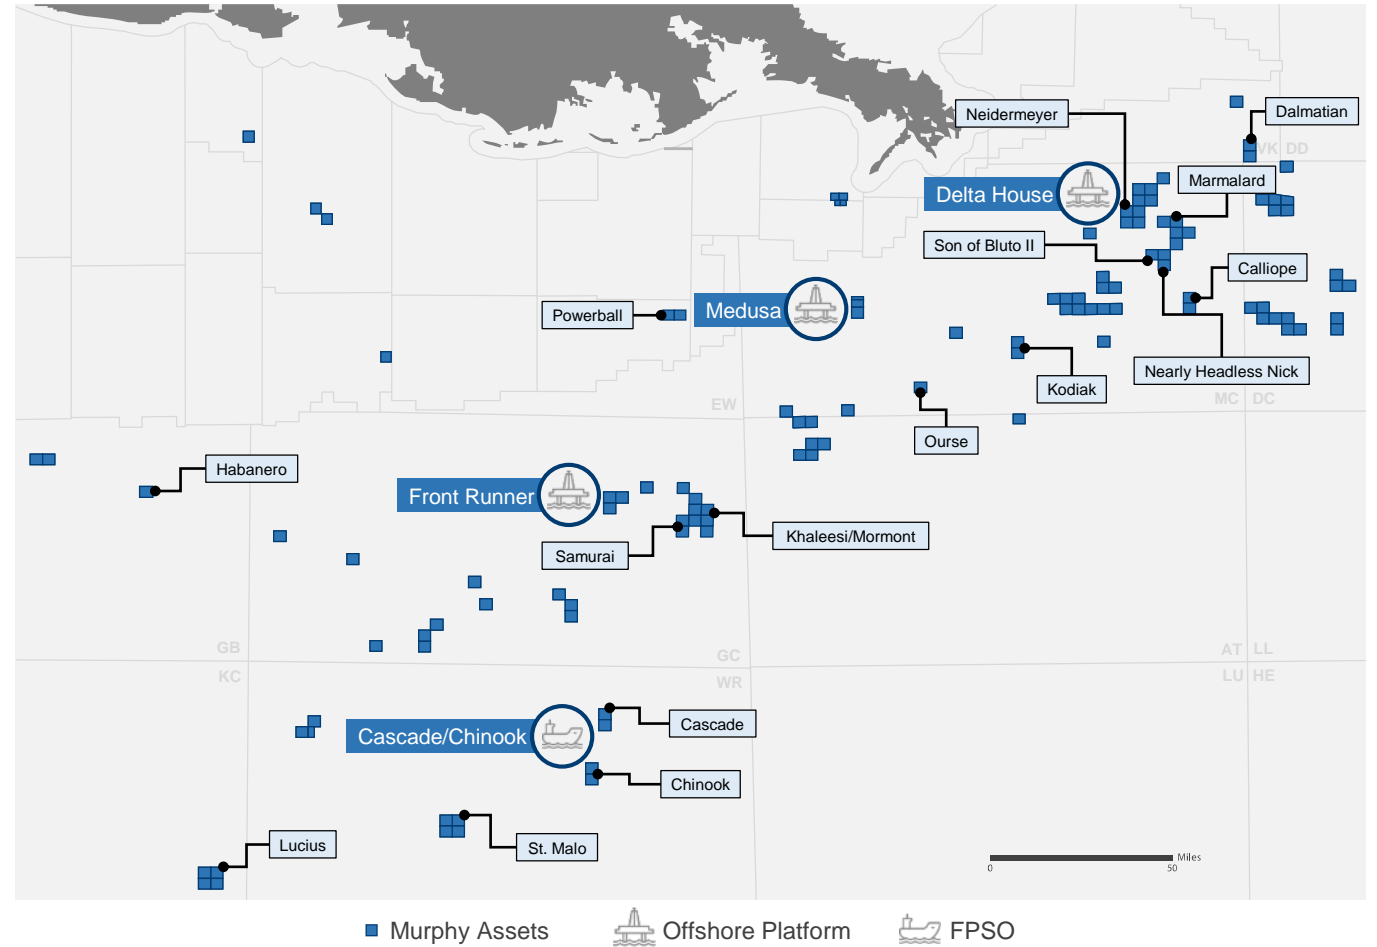 Neidermeyer
Dalmatian
VK DD
Marmalard
Delta House
Son of Bluto II
Calliope
Powerball
Medusa
Nearly Headless Nick
Kodiak
EW
MC DC
Ourse
Habanero
Front Runner
Khaleesi/Mormont
Samurai
GB
GC
AT LL
KC
WR
LU HE
Cascade
Cascade/Chinook
Chinook
Lucius
St. Malo
Miles
0 50
Murphy Assets Offshore Platform FPSO